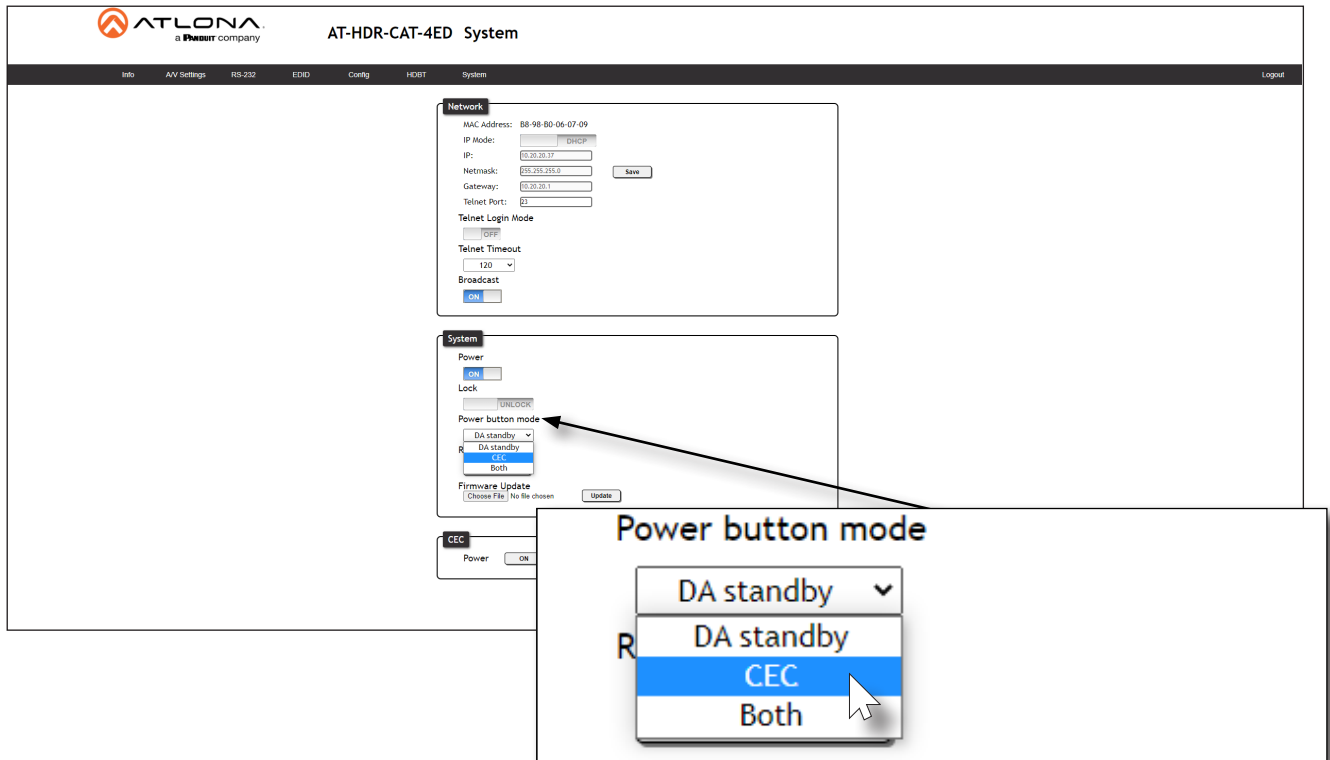 ATLONA.
a PANDUIT company
AT-HDR-CAT-4ED System
Info A/V Settings RS-232 EDID Config HDBT System Logout
Network
MAC Address: B8-98-B0-06-07-09
IP Mode: DHCP
IP: 10.20.20.37
Netmask: 255.255.255.0 Save
Gateway: 10.20.20.1
Telnet Port: 23
Telnet Login Mode
OFF
Telnet Timeout
120
Broadcast
ON
System
Power
ON
Lock
UNLOCK
Power button mode
DA standby
DA standby
R
CEC
Both
Firmware Update
Choose File No file chosen Update
CEC
Power ON
Power button mode
DA standby
R DA standby
CEC
Both